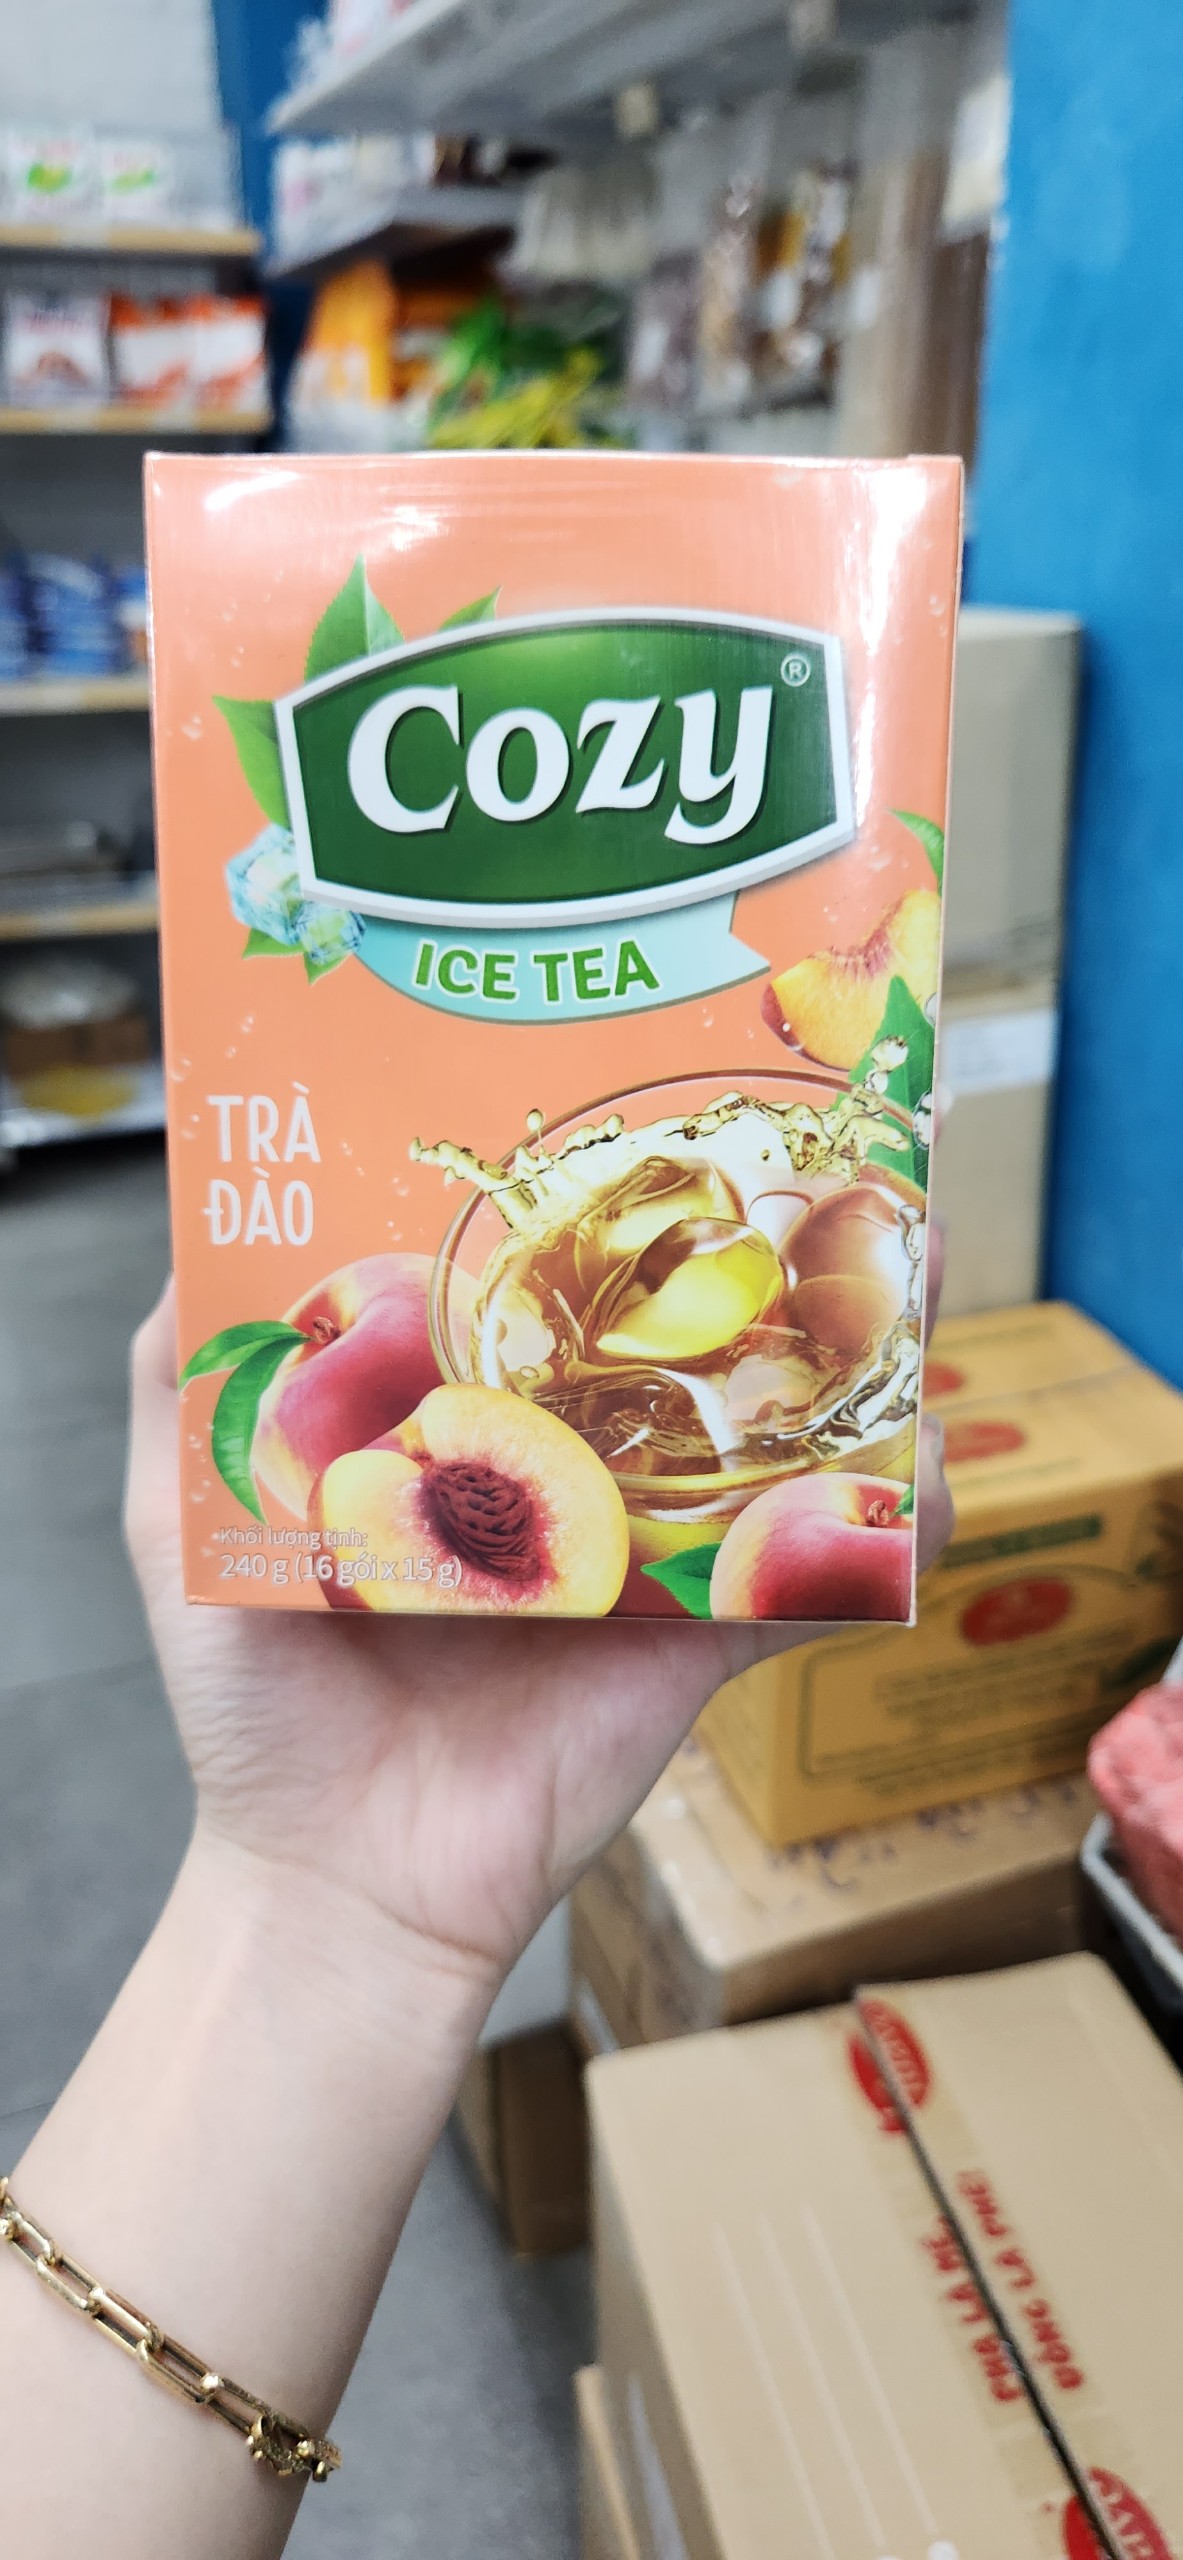 Cozy®
ICE TEA
TRÀ
ĐÀO
Khối lượng tịnh:
240 g (16 gói x 15 g)